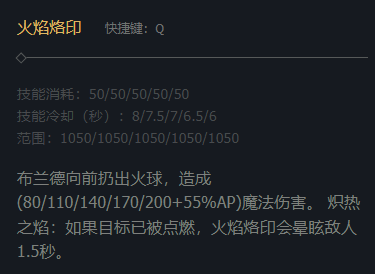 火焰烙印 快捷键：Q
技能消耗：50/50/50/50/50
技能冷却（秒）：8/7.5/7/6.5/6
范围：1050/1050/1050/1050/1050
布兰德向前扔出火球，造成
(80/110/140/170/200+55%AP)魔法伤害。 炽热
之焰：如果目标已被点燃，火焰烙印会晕眩敌人
1.5秒。